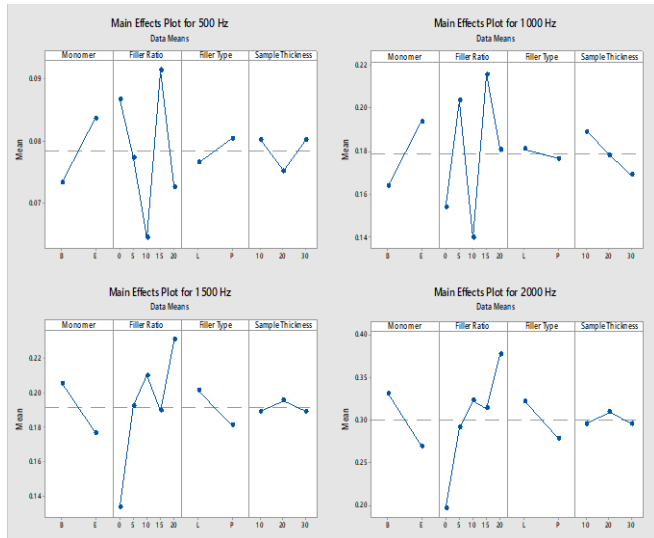 Main Effects Plot for 500 Hz
Data Means
Monomer Filler Ratio Filler Type Sample Thickness
0.09
0.08
0.07
Mean
B E 0 5 10 15 20 L P 10 20 30
Main Effects Plot for 1000 Hz
Data Means
Monomer Filler Ratio Filler Type Sample Thickness
0.22
0.20
0.18
0.16
0.14
Mean
B E 0 5 10 15 20 L P 10 20 30
Main Effects Plot for 1500 Hz
Data Means
Monomer Filler Ratio Filler Type Sample Thickness
0.22
0.20
0.18
0.16
0.14
Mean
B E 0 5 10 15 20 L P 10 20 30
Main Effects Plot for 2000 Hz
Data Means
Monomer Filler Ratio Filler Type Sample Thickness
0.40
0.35
0.30
0.25
0.20
Mean
B E 0 5 10 15 20 L P 10 20 30